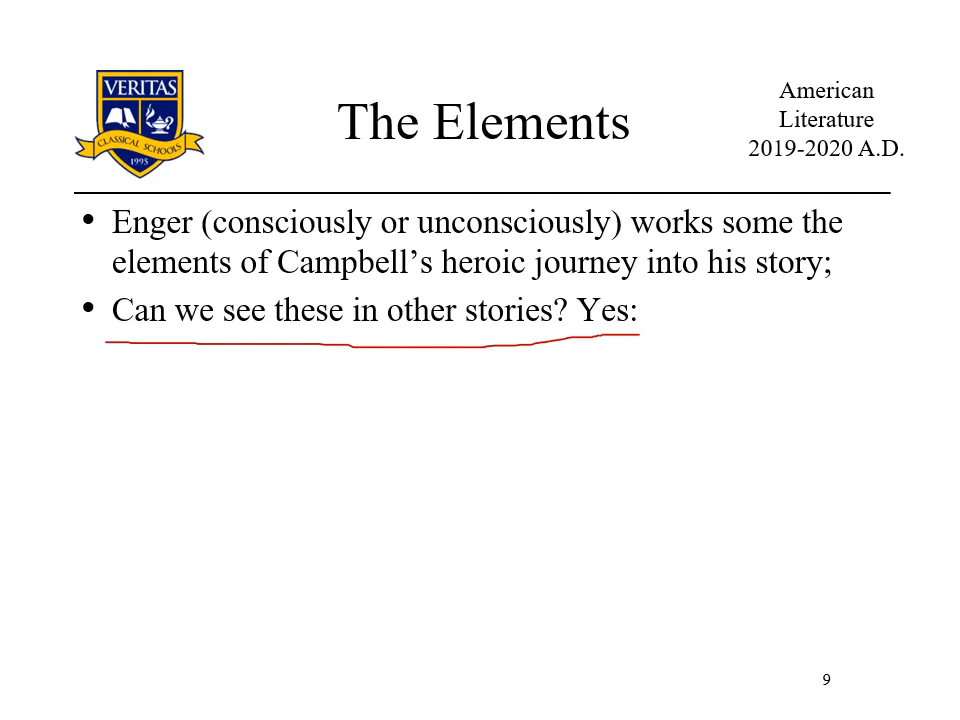 VERITAS
CLASSICAL SCHOOLS
1995
The Elements
American
Literature
2019-2020 A.D.
• Enger (consciously or unconsciously) works some the
elements of Campbell’s heroic journey into his story;
• Can we see these in other stories? Yes:
9